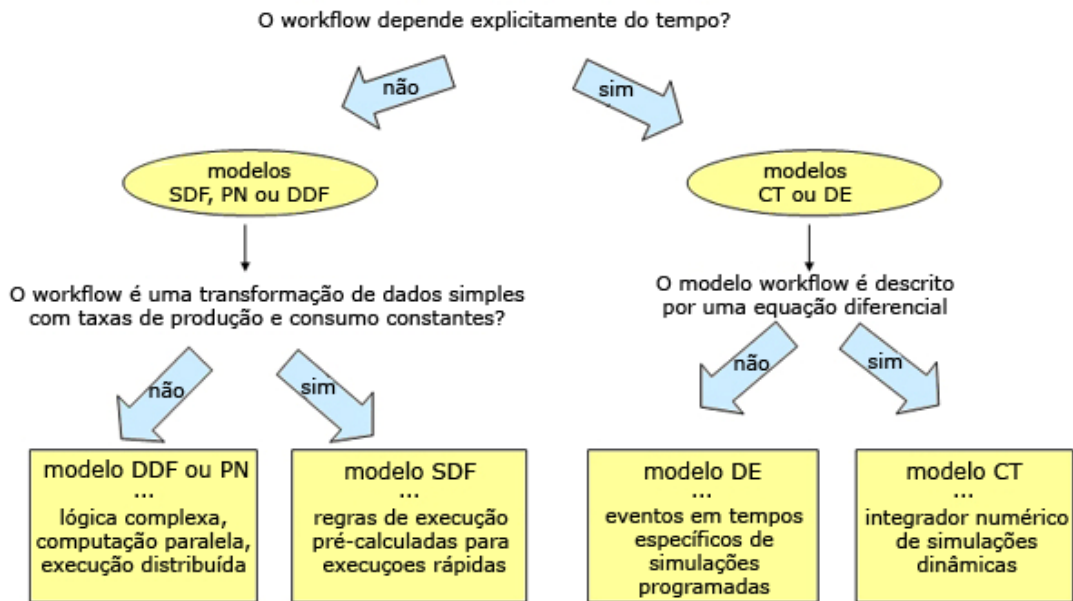 O workflow depende explicitamente do tempo?
não
sim
modelos
SDF, PN ou DDF
modelos
CT ou DE
O workflow é uma transformação de dados simples
com taxas de produção e consumo constantes?
O modelo workflow é descrito
por uma equação diferencial
não
sim
não
sim
modelo DDF ou PN
...
lógica complexa,
computação paralela,
execução distribuída
modelo SDF
...
regras de execução
pré-calculadas para
execuçoes rápidas
modelo DE
...
eventos em tempos
específicos de
simulações
programadas
modelo CT
...
integrador numérico
de simulações
dinâmicas